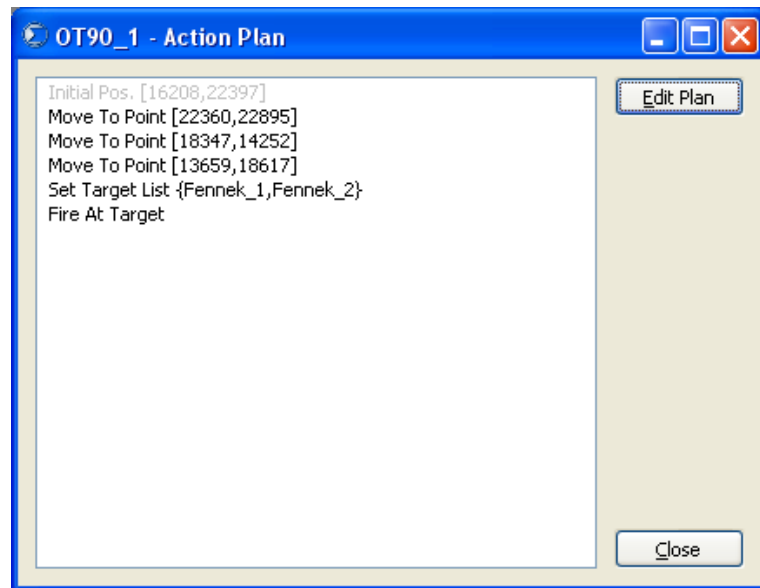 OT90_1 - Action Plan
Initial Pos. [16208,22397]
Move To Point [22360,22895]
Move To Point [18347,14252]
Move To Point [13659,18617]
Set Target List {Fennek_1,Fennek_2}
Fire At Target
Edit Plan
Close